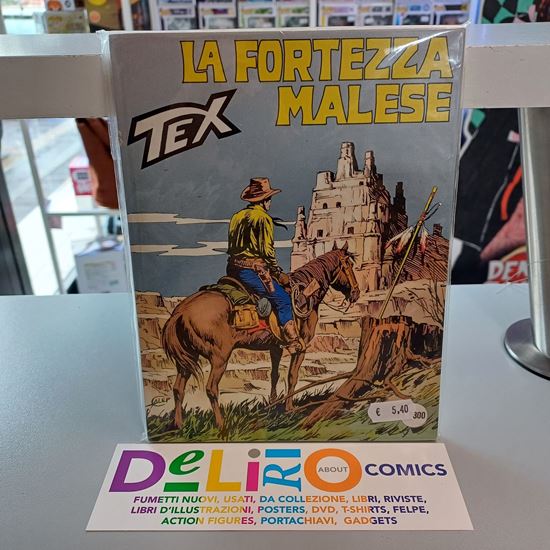 LA FORTEZZA
MALESE
TEX
€ 5,40
300
DeLiRIO
ABOUT
COMICS
FUMETTI NUOVI, USATI, DA COLLEZIONE, LIBRI, RIVISTE,
LIBRI D'ILLUSTRAZIONI, POSTERS, DVD, T-SHIRTS, FELPE,
ACTION FIGURES, PORTACHIAVI, GADGETS